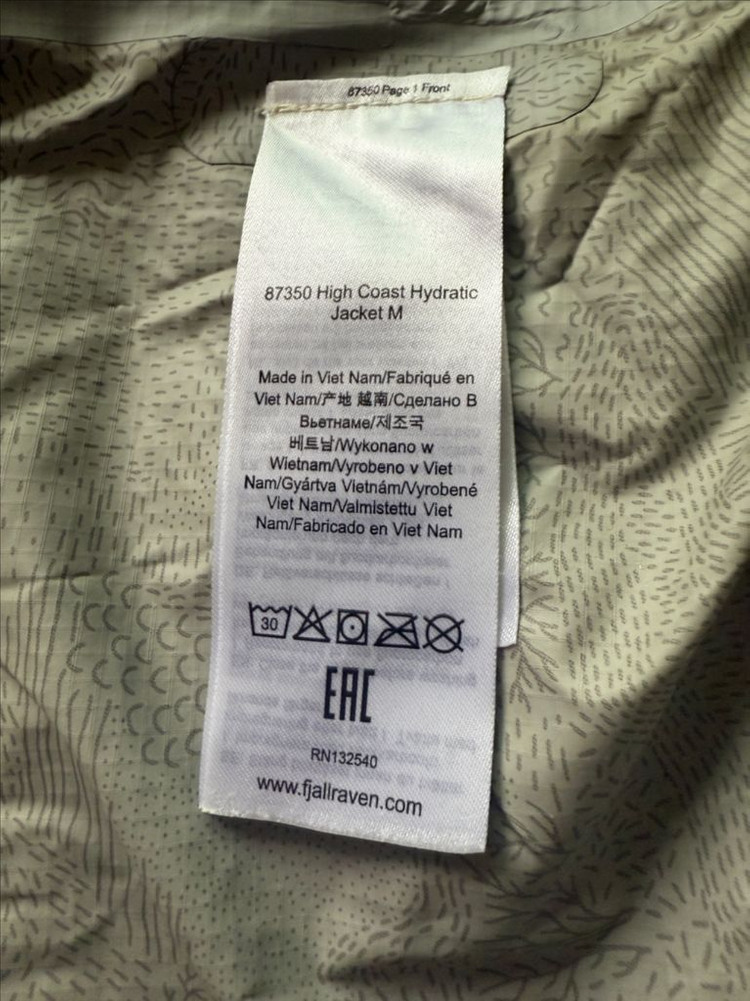 87350 Page 1 Front
87350 High Coast Hydratic
Jacket M
Made in Viet Nam/Fabriqué en
Viet Nam/产地 越南/Сделано В
Вьетнаме/제조국
베트남/Wykonano w
Wietnam/Vyrobeno v Viet
Nam/Gyártva Vietnám/Vyrobené
Viet Nam/Valmistettu Viet
Nam/Fabricado en Viet Nam
30
EAC
RN132540
www.fjallraven.com